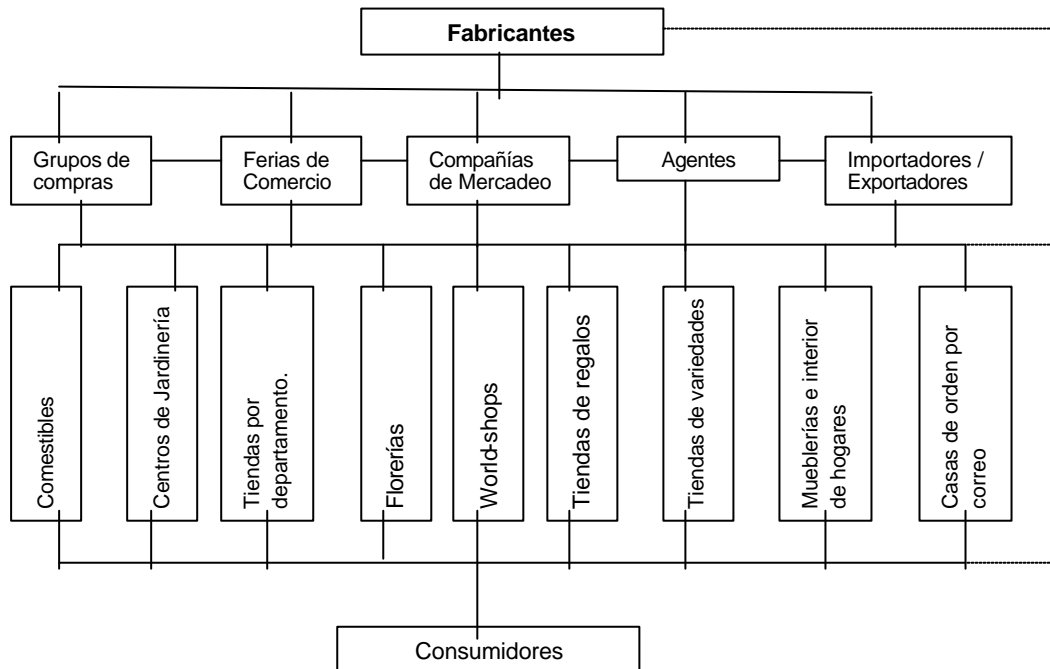 Fabricantes
Grupos de
compras
Ferias de
Comercio
Compañías
de Mercadeo
Agentes
Importadores /
Exportadores
Comestibles
Centros de Jardinería
Tiendas por
departamento.
Florerías
World-shops
Tiendas de regalos
Tiendas de variedades
Mueblerías e interior
de hogares
Casas de orden por
correo
Consumidores